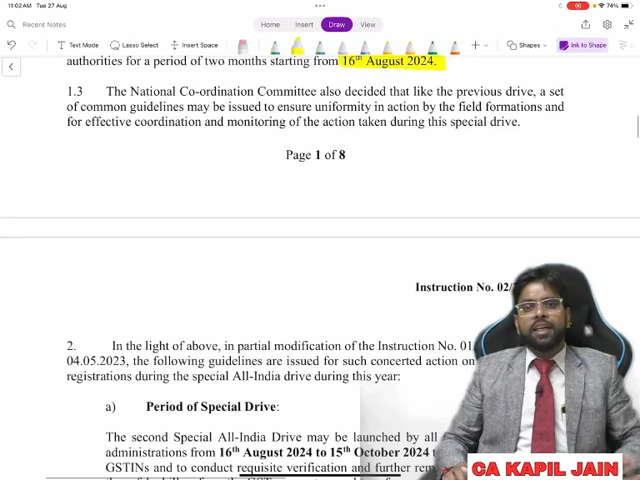 11:02 AM Tue 27 Aug
74%
Recent Notes
Home Insert Draw View
Text Mode Lasso Select Insert Space Shapes Ink to Shape
authorities for a period of two months starting from 16th August 2024.
1.3 The National Co-ordination Committee also decided that like the previous drive, a set
of common guidelines may be issued to ensure uniformity in action by the field formations and
for effective coordination and monitoring of the action taken during this special drive.
Page 1 of 8
Instruction No. 02/
2. In the light of above, in partial modification of the Instruction No. 01
04.05.2023, the following guidelines are issued for such concerted action on
registrations during the special All-India drive during this year:
a) Period of Special Drive:
The second Special All-India Drive may be launched by all
administrations from 16th August 2024 to 15th October 2024 t
GSTINs and to conduct requisite verification and further rem
CA KAPIL JAIN